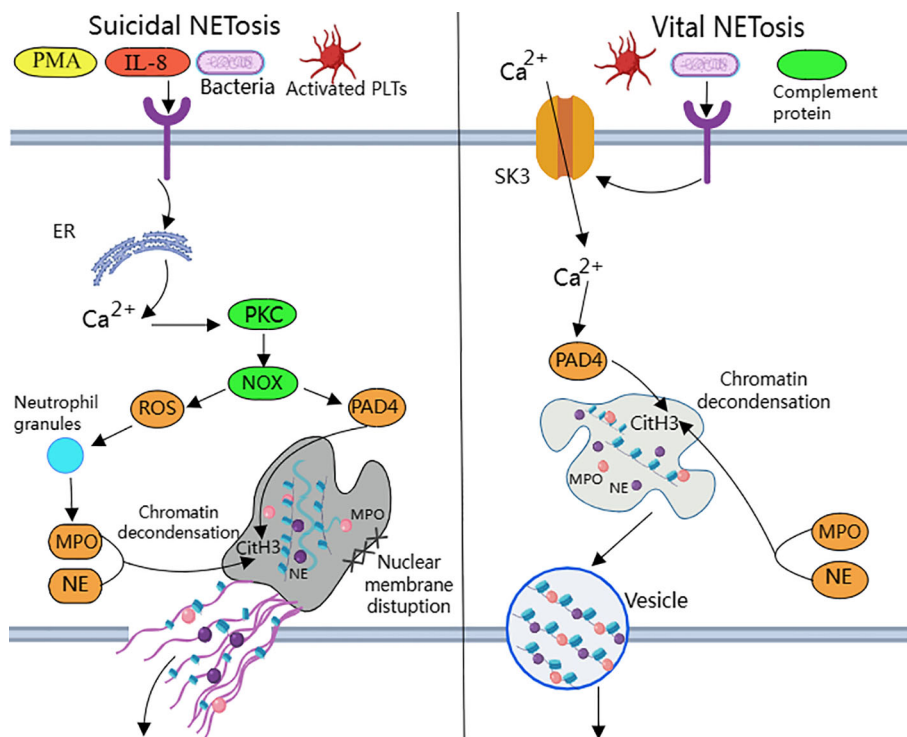 Suicidal NETosis
PMA
IL-8
Bacteria
Activated PLTs
ER
Ca2+
PKC
NOX
ROS
PAD4
Neutrophil
granules
MPO
NE
Chromatin
decondensation
CitH3
NE
MPO
Nuclear
membrane
distuption
Vital NETosis
Ca2+
Complement
protein
SK3
Ca2+
PAD4
Chromatin
decondensation
CitH3
MPO
NE
MPO
NE
Vesicle